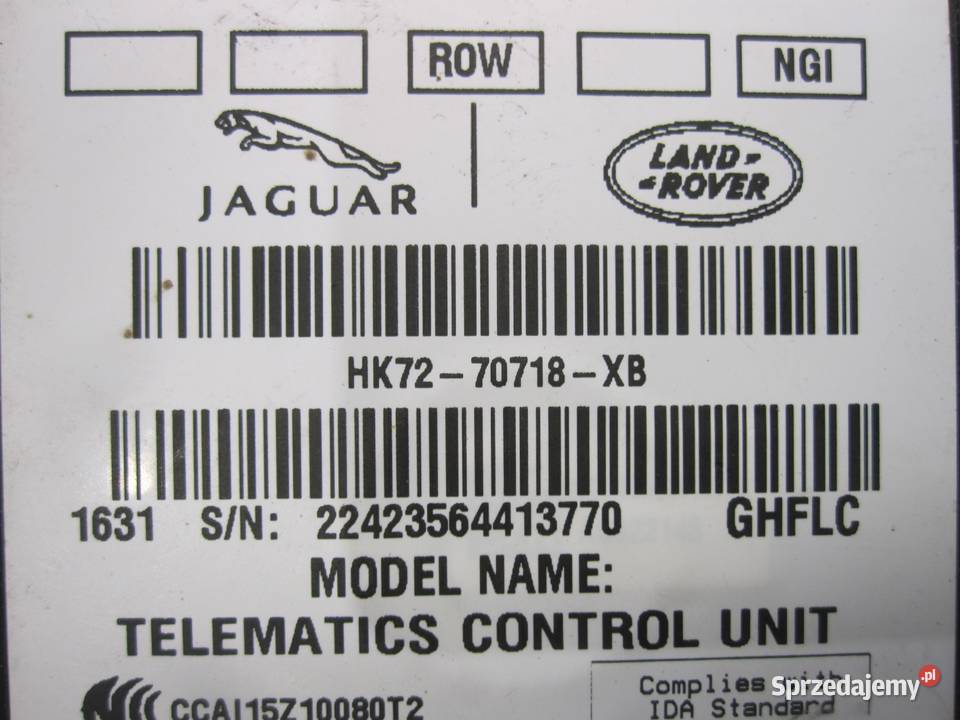 ROW NGI
JAGUAR
LAND-
-ROVER
HK72-70718-XB
1631 S/N: 22423564413770 GHFLC
MODEL NAME:
TELEMATICS CONTROL UNIT
CCAI15Z10080T2
Complies with
IDA Standard
Sprzedajemy.pl